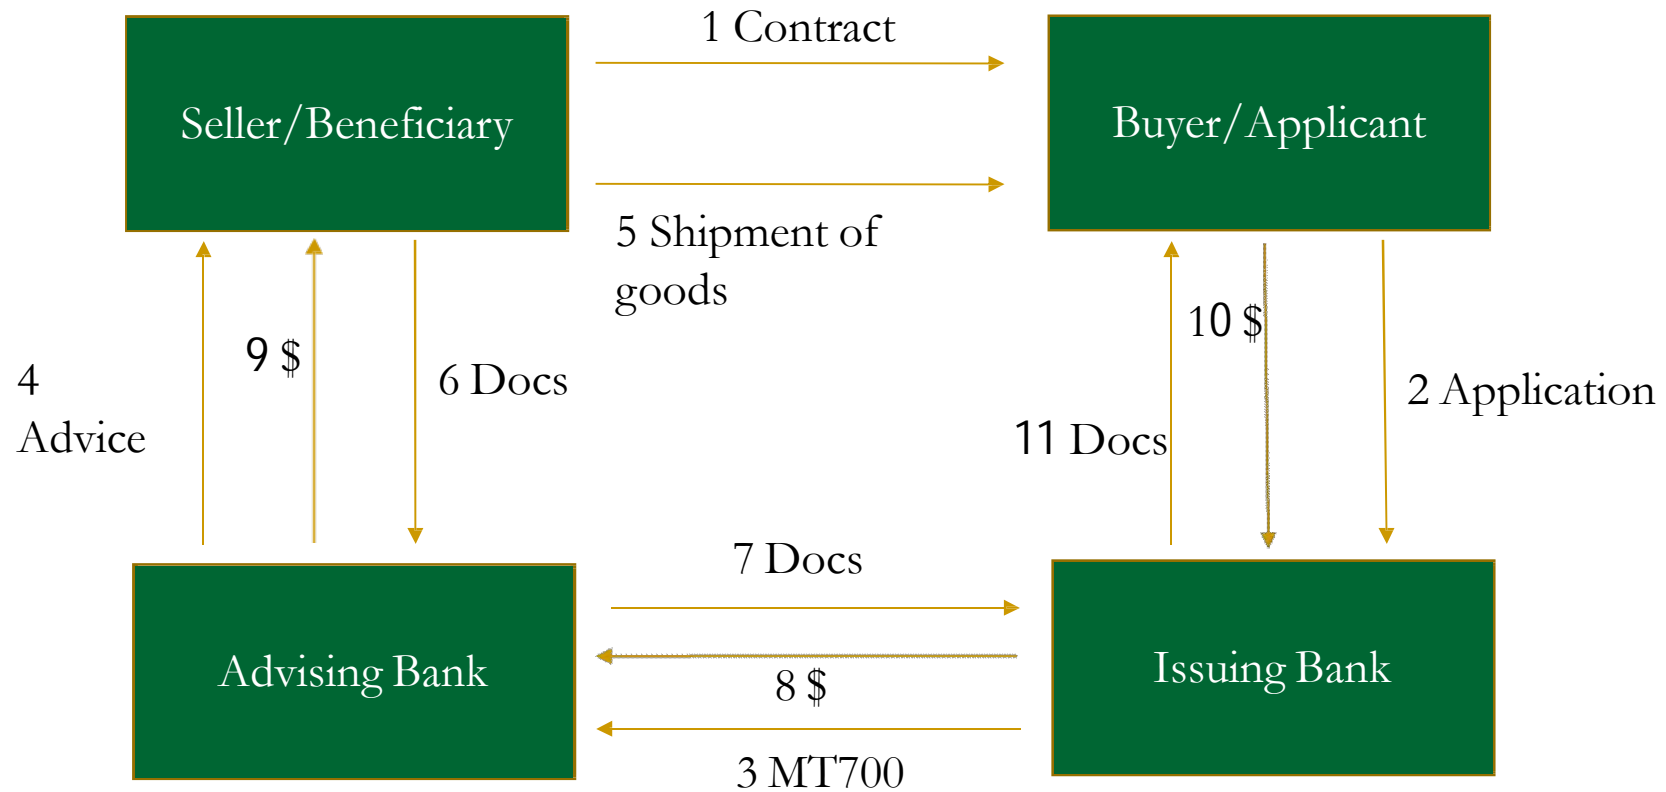 1 Contract
Seller/Beneficiary
Buyer/Applicant
5 Shipment of
goods
4
Advice
9 $
6 Docs
10 $
11 Docs
2 Application
7 Docs
Advising Bank
Issuing Bank
8 $
3 MT700